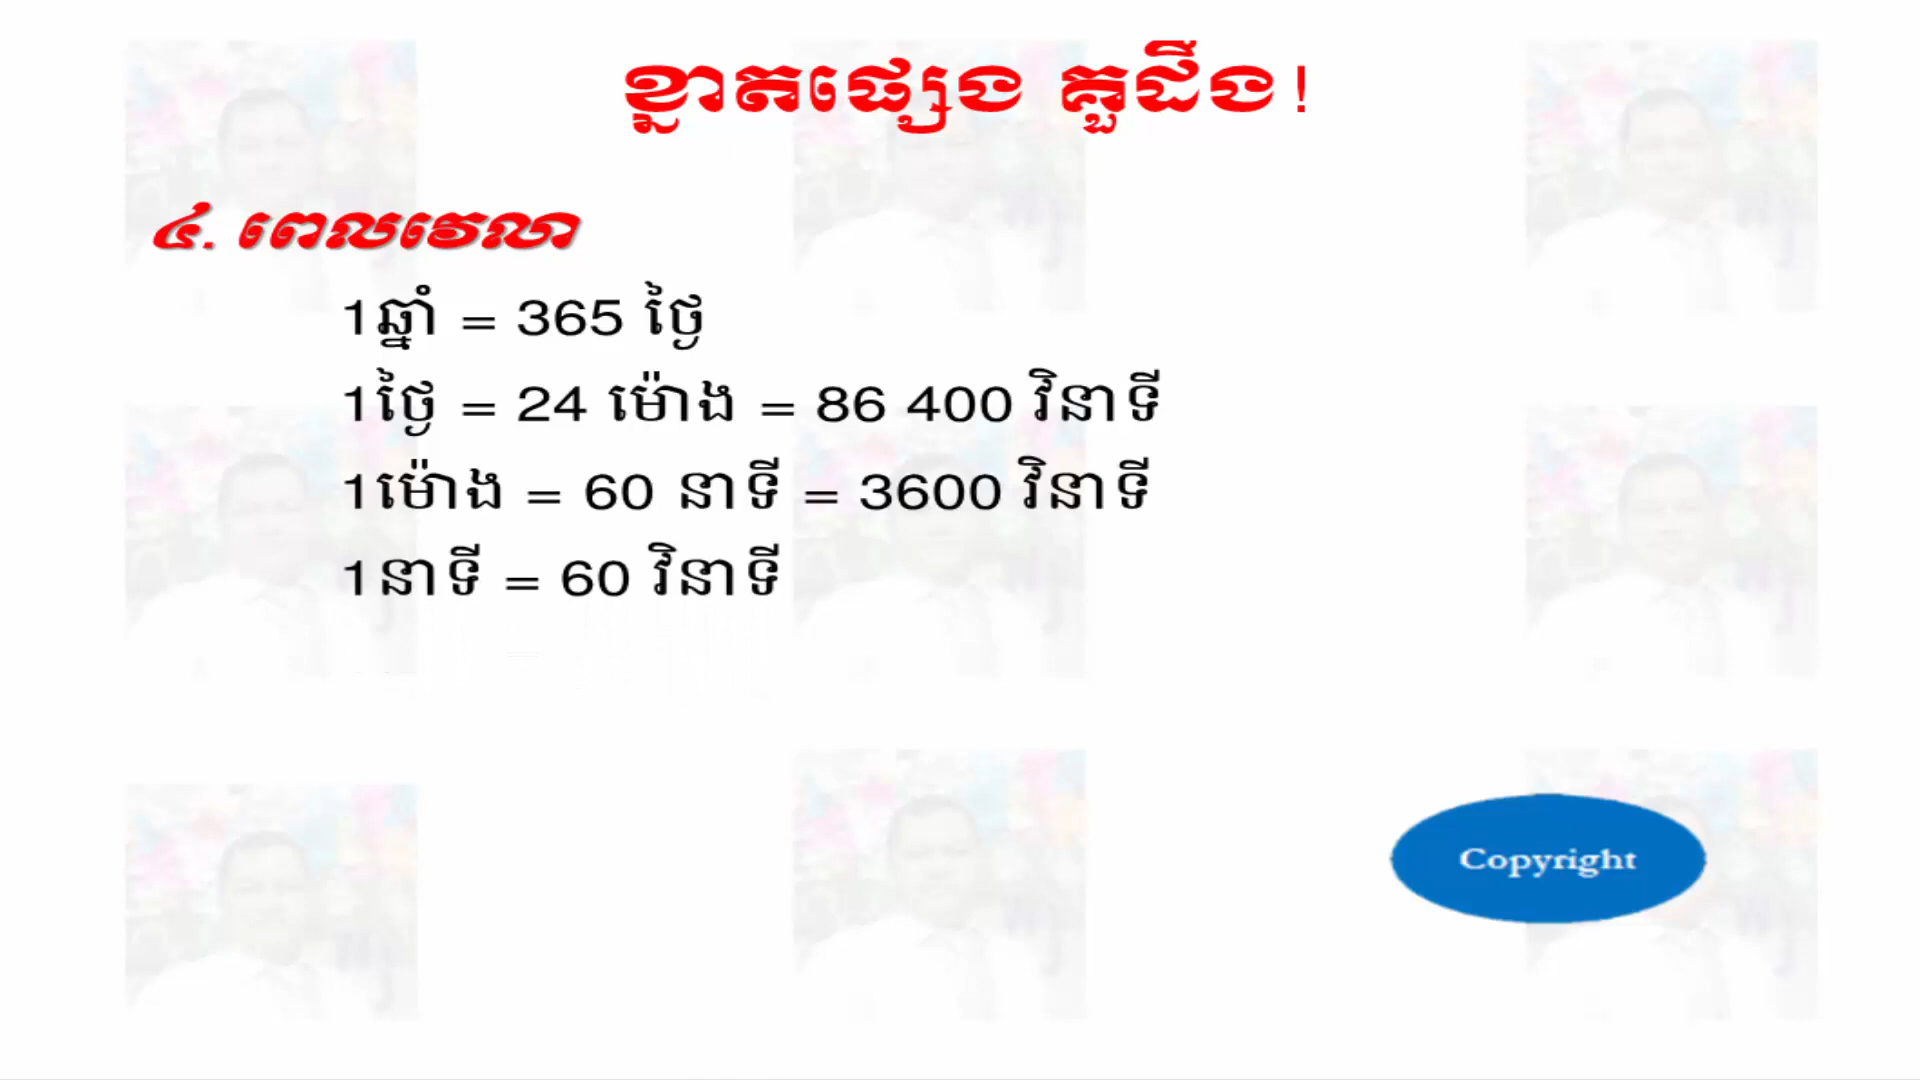 ខ្នាតផ្សេង គួដឹង!
៤. ពេលវេលា
1ឆ្នាំ = 365 ថ្ងៃ
1ថ្ងៃ = 24 ម៉ោង = 86 400 វិនាទី
1ម៉ោង = 60 នាទី = 3600 វិនាទី
1នាទី = 60 វិនាទី
Copyright